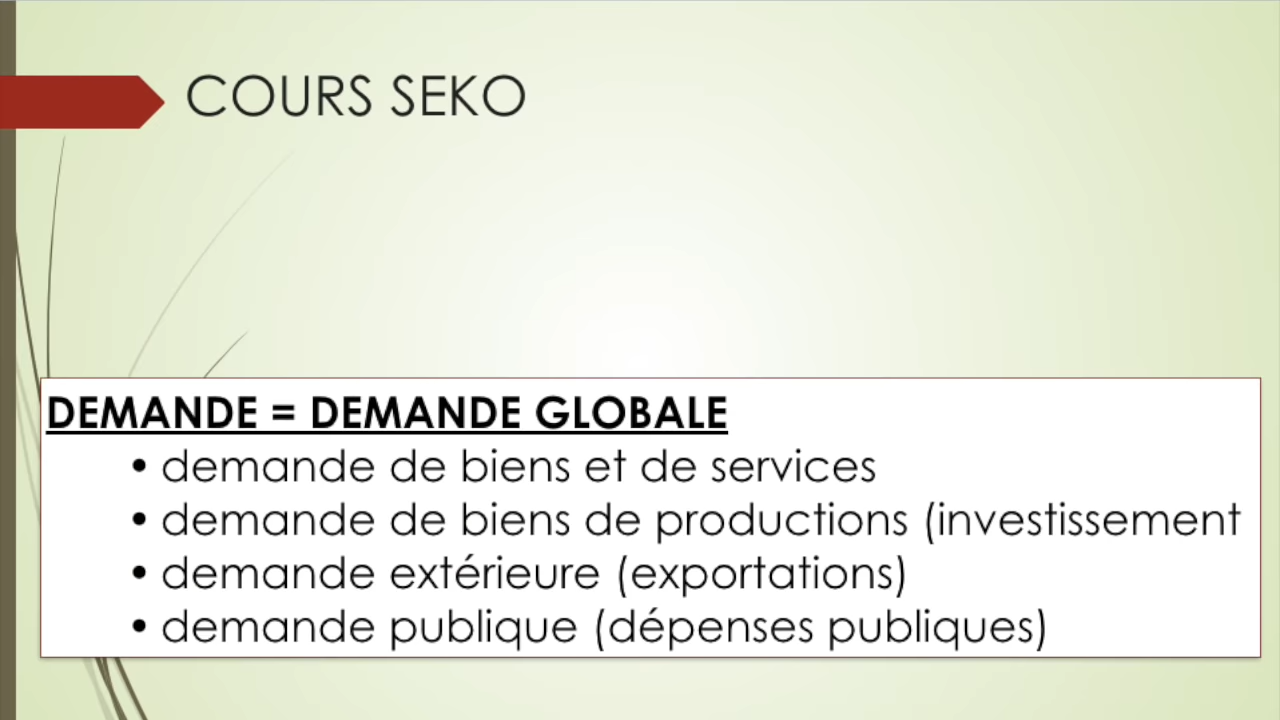 COURS SEKO
DEMANDE = DEMANDE GLOBALE
• demande de biens et de services
• demande de biens de productions (investissement
• demande extérieure (exportations)
• demande publique (dépenses publiques)